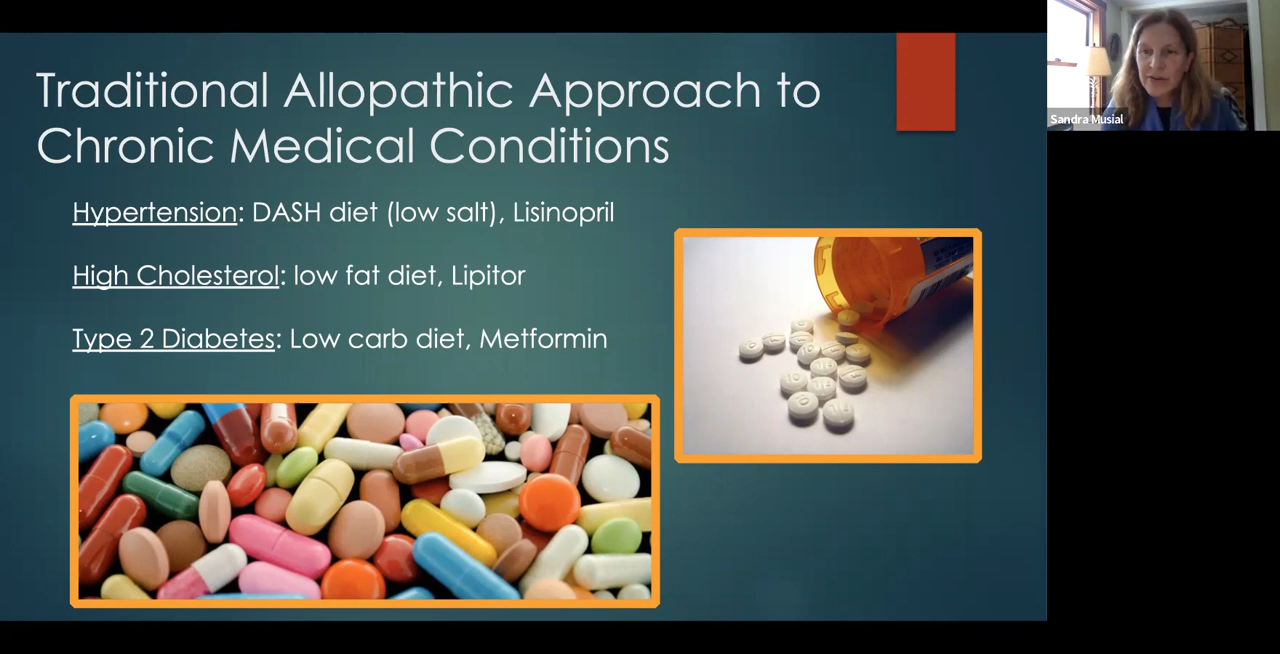 Traditional Allopathic Approach to
Chronic Medical Conditions
Hypertension: DASH diet (low salt), Lisinopril
High Cholesterol: low fat diet, Lipitor
Type 2 Diabetes: Low carb diet, Metformin
Sandra Musial